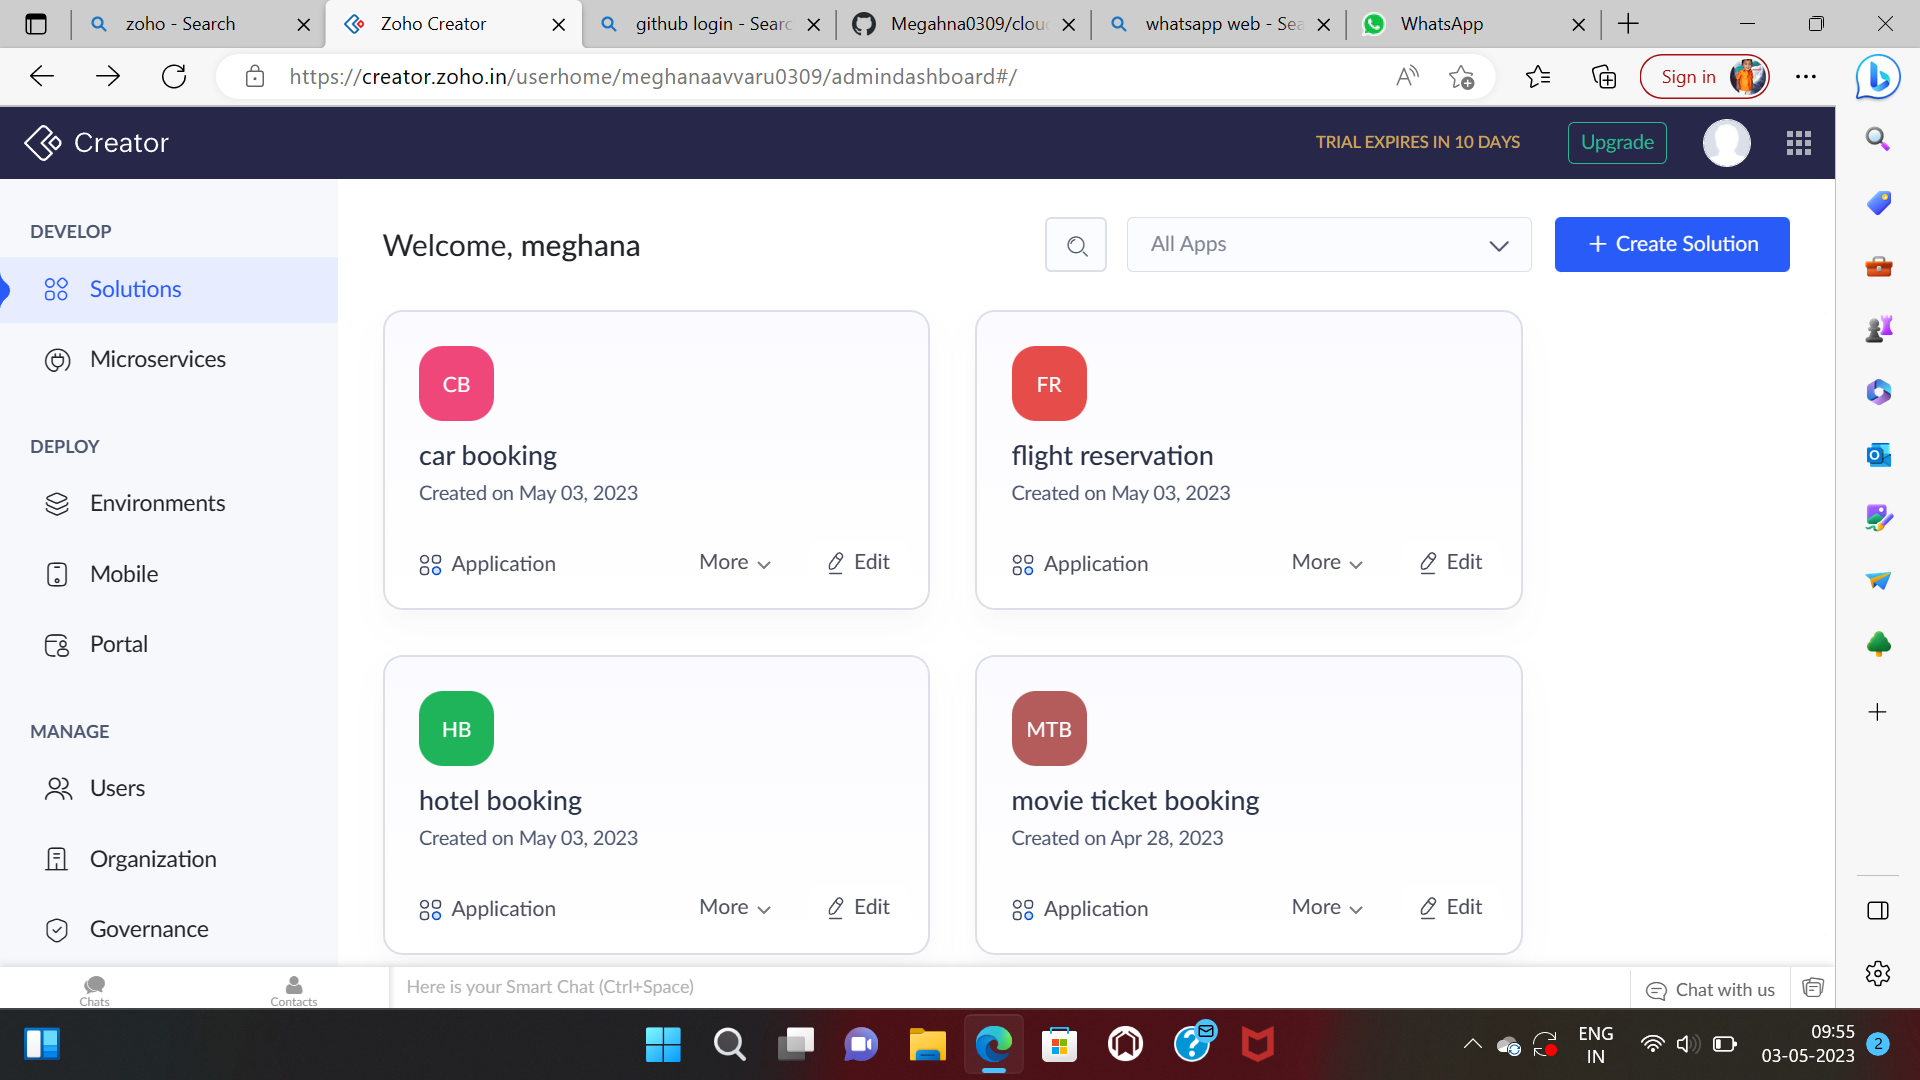 zoho - Search
Zoho Creator
github login - Searc
Megahna0309/clou
whatsapp web - Sea
WhatsApp
https://creator.zoho.in/userhome/meghanaavvaru0309/admindashboard#/
Sign in
Creator
TRIAL EXPIRES IN 10 DAYS
Upgrade
DEVELOP
Solutions
Microservices
DEPLOY
Environments
Mobile
Portal
MANAGE
Users
Organization
Governance
Welcome, meghana
All Apps
+ Create Solution
CB
car booking
Created on May 03, 2023
Application More Edit
FR
flight reservation
Created on May 03, 2023
Application More Edit
HB
hotel booking
Created on May 03, 2023
Application More Edit
MTB
movie ticket booking
Created on Apr 28, 2023
Application More Edit
Chats
Contacts
Here is your Smart Chat (Ctrl+Space)
Chat with us
ENG
IN
09:55
03-05-2023
2